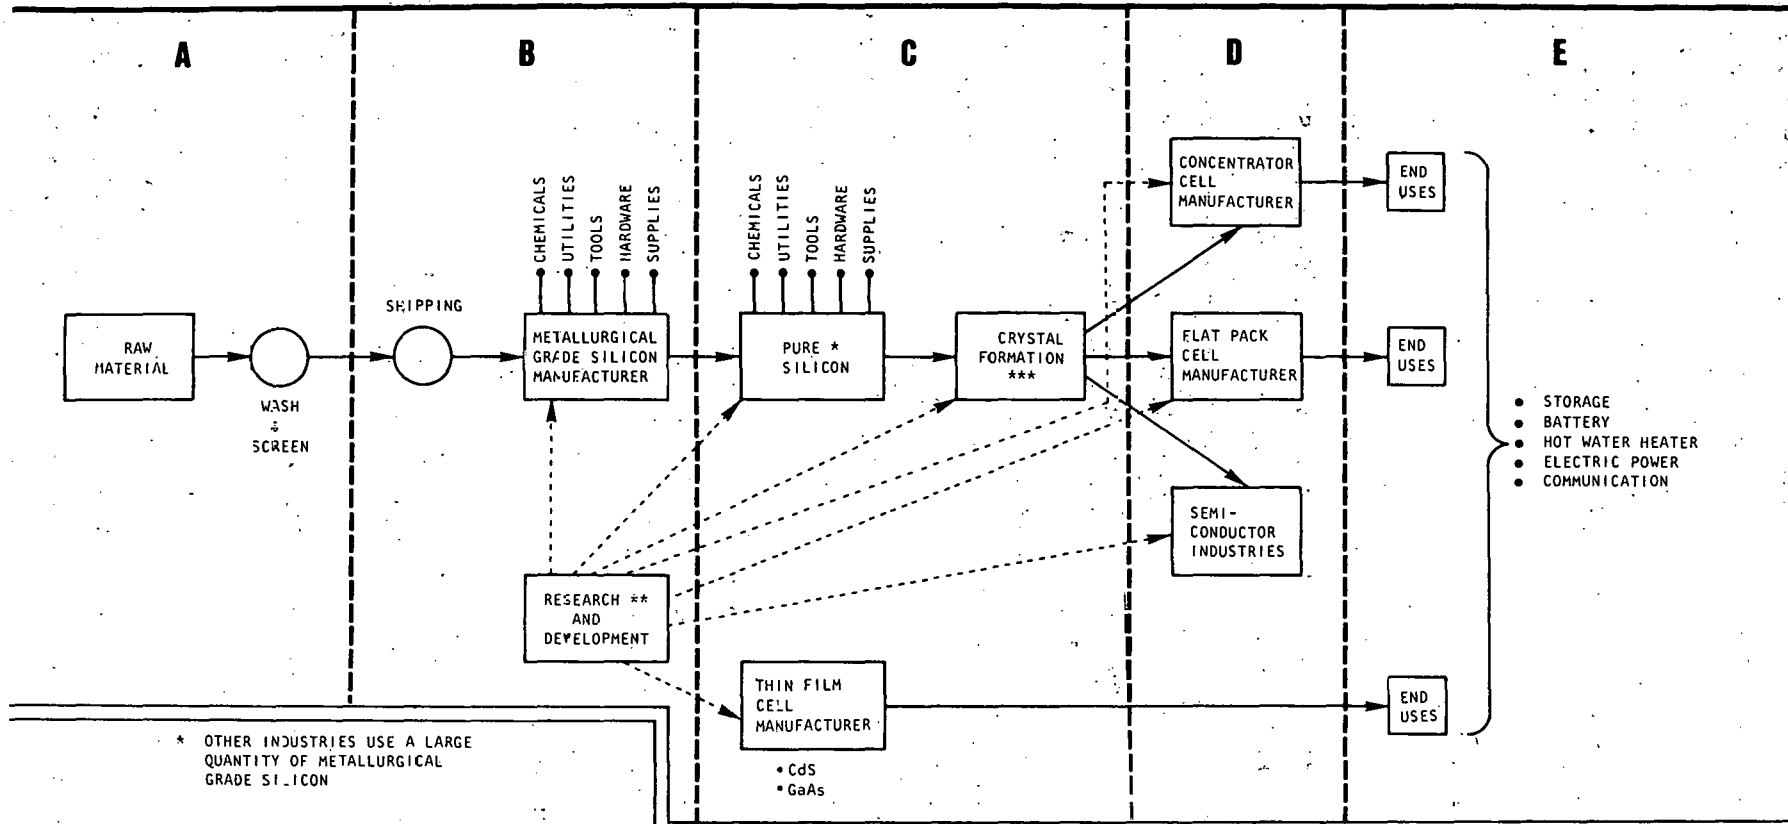 A
B
C
D
E
CHEMICALS
UTILITIES
TOOLS
HARDWARE
SUPPLIES
CHEMICALS
UTILITIES
TOOLS
HARDWARE
SUPPLIES
CONCENTRATOR
CELL
MANUFACTURER
END
USES
SHIPPING
RAW
MATERIAL
WASH
&
SCREEN
METALLURGICAL
GRADE SILICON
MANUFACTURER
PURE *
SILICON
CRYSTAL
FORMATION
***
FLAT PACK
CELL
MANUFACTURER
END
USES
• STORAGE
• BATTERY
• HOT WATER HEATER
• ELECTRIC POWER
• COMMUNICATION
SEMI-
CONDUCTOR
INDUSTRIES
RESEARCH **
AND
DEVELOPMENT
THIN FILM
CELL
MANUFACTURER
• CdS
• GaAs
END
USES
* OTHER INDUSTRIES USE A LARGE
QUANTITY OF METALLURGICAL
GRADE SILICON